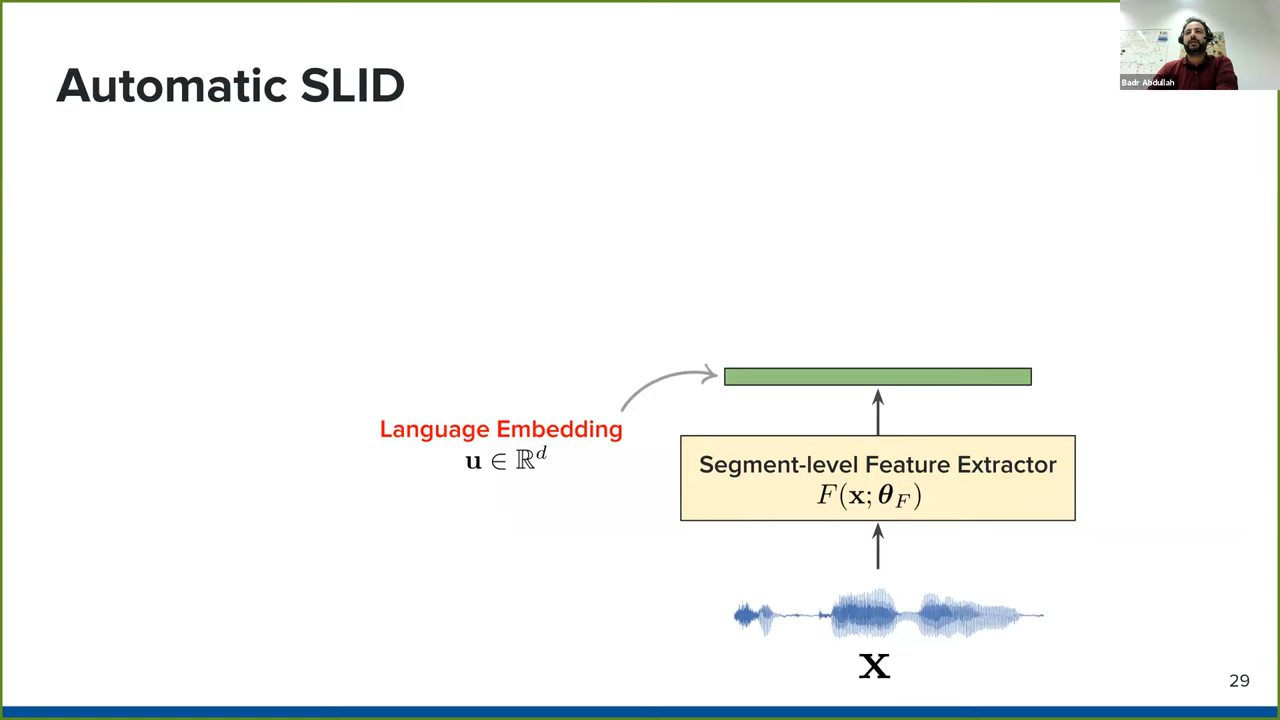 Automatic SLID
Badr Abdullah
Language Embedding
u ∈ ℝ^d
Segment-level Feature Extractor
F(x; θ_F)
x
29